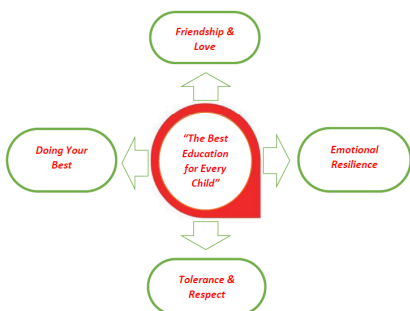 Friendship &
Love
"The Best
Education
for Every
Child"
Doing Your
Best
Emotional
Resilience
Tolerance &
Respect